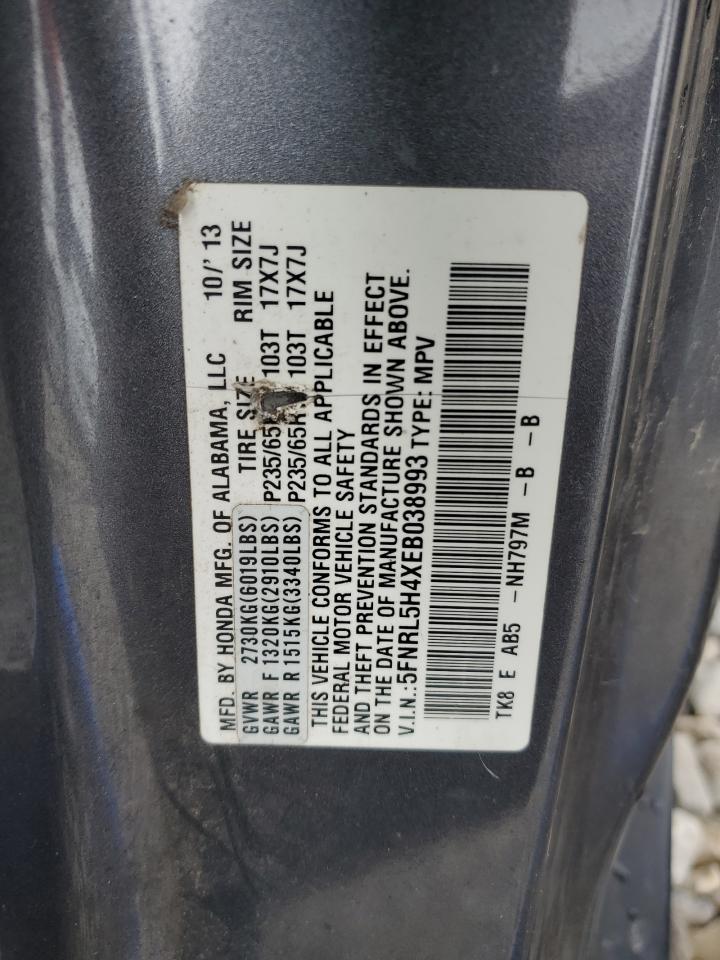 MFD. BY HONDA MFG. OF ALABAMA, LLC 10/'13
GVWR 2730KG(6019LBS) TIRE SIZE RIM SIZE
GAWR F 1320KG(2910LBS) P235/65R 103T 17X7J
GAWR R 1515KG(3340LBS) P235/65R 103T 17X7J
THIS VEHICLE CONFORMS TO ALL APPLICABLE
FEDERAL MOTOR VEHICLE SAFETY
AND THEFT PREVENTION STANDARDS IN EFFECT
ON THE DATE OF MANUFACTURE SHOWN ABOVE.
V.I.N.:5FNRL5H4XEB038993 TYPE: MPV
TK8 E AB5 -NH797M -B -B